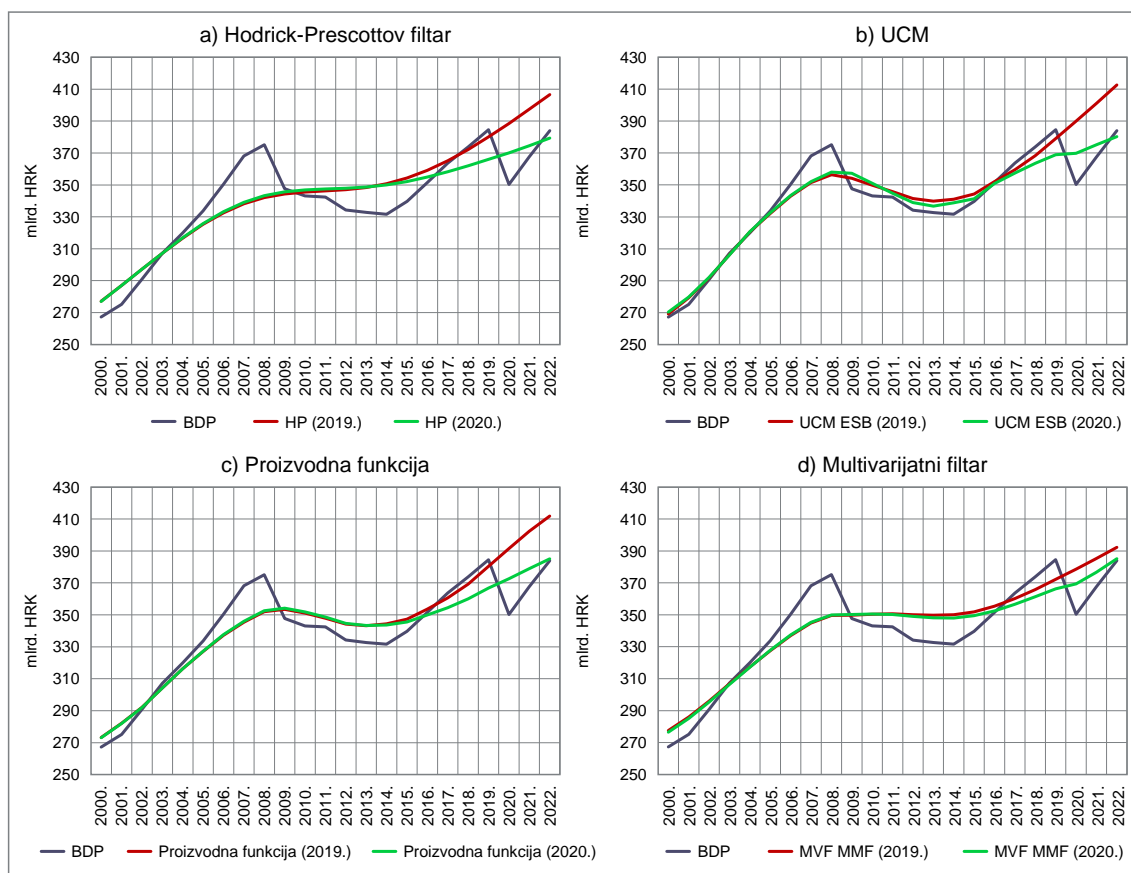 a) Hodrick-Prescottov filtar
mlrd. HRK
430
410
390
370
350
330
310
290
270
250
2000. 2001. 2002. 2003. 2004. 2005. 2006. 2007. 2008. 2009. 2010. 2011. 2012. 2013. 2014. 2015. 2016. 2017. 2018. 2019. 2020. 2021. 2022.
BDP HP (2019.) HP (2020.)
b) UCM
mlrd. HRK
430
410
390
370
350
330
310
290
270
250
2000. 2001. 2002. 2003. 2004. 2005. 2006. 2007. 2008. 2009. 2010. 2011. 2012. 2013. 2014. 2015. 2016. 2017. 2018. 2019. 2020. 2021. 2022.
BDP UCM ESB (2019.) UCM ESB (2020.)
c) Proizvodna funkcija
mlrd. HRK
430
410
390
370
350
330
310
290
270
250
2000. 2001. 2002. 2003. 2004. 2005. 2006. 2007. 2008. 2009. 2010. 2011. 2012. 2013. 2014. 2015. 2016. 2017. 2018. 2019. 2020. 2021. 2022.
BDP Proizvodna funkcija (2019.) Proizvodna funkcija (2020.)
d) Multivarijatni filtar
mlrd. HRK
430
410
390
370
350
330
310
290
270
250
2000. 2001. 2002. 2003. 2004. 2005. 2006. 2007. 2008. 2009. 2010. 2011. 2012. 2013. 2014. 2015. 2016. 2017. 2018. 2019. 2020. 2021. 2022.
BDP MVF MMF (2019.) MVF MMF (2020.)